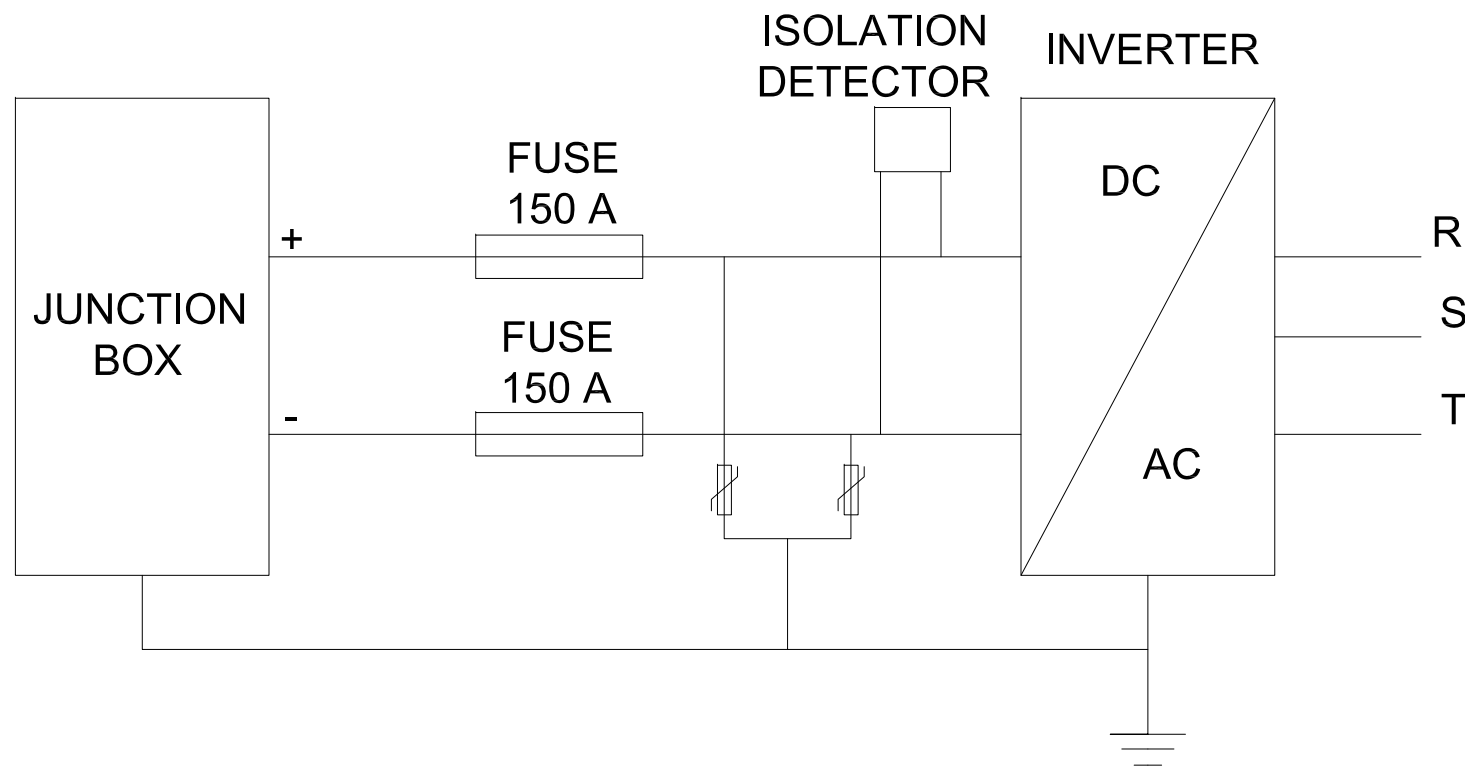 ISOLATION
DETECTOR
INVERTER
FUSE
150 A
DC
+
R
JUNCTION
BOX
S
FUSE
150 A
-
T
AC